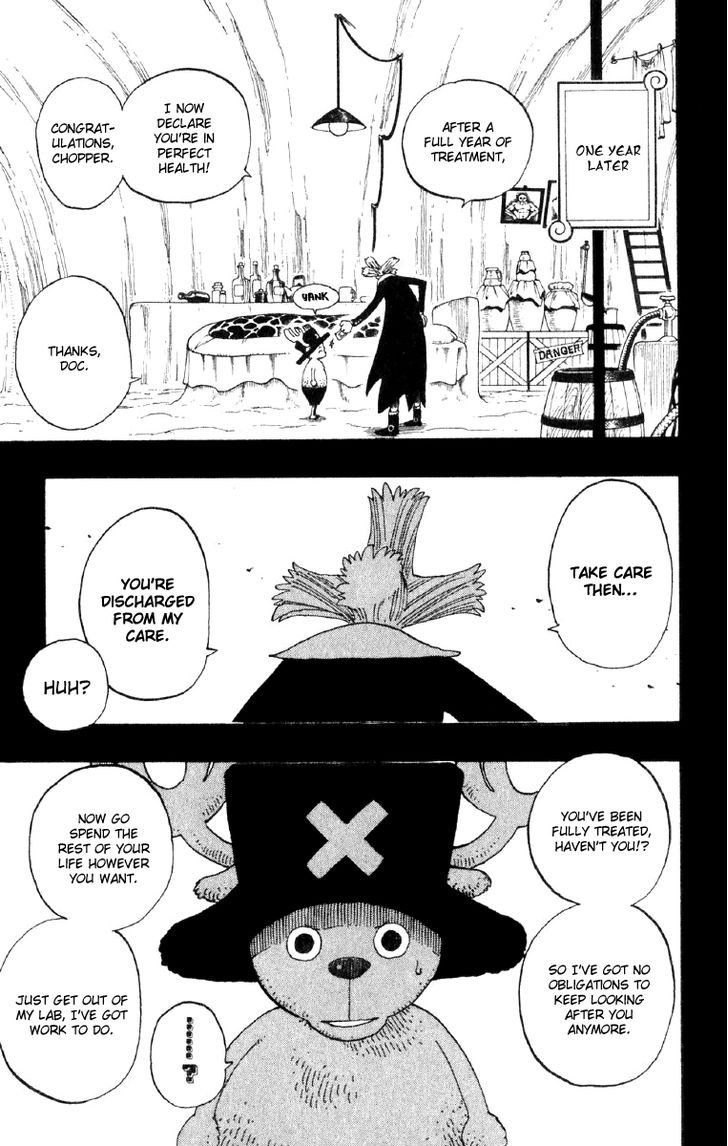 ONE YEAR
LATER
AFTER A
FULL YEAR OF
TREATMENT,
I NOW
DECLARE
YOU'RE IN
PERFECT
HEALTH!
CONGRAT-
ULATIONS,
CHOPPER.
YANK
DANGER
THANKS,
DOC.
TAKE CARE
THEN...
YOU'RE
DISCHARGED
FROM MY
CARE.
HUH?
YOU'VE BEEN
FULLY TREATED,
HAVEN'T YOU!?
SO I'VE GOT NO
OBLIGATIONS TO
KEEP LOOKING
AFTER YOU
ANYMORE.
NOW GO
SPEND THE
REST OF YOUR
LIFE HOWEVER
YOU WANT.
JUST GET OUT OF
MY LAB, I'VE GOT
WORK TO DO.
.....?